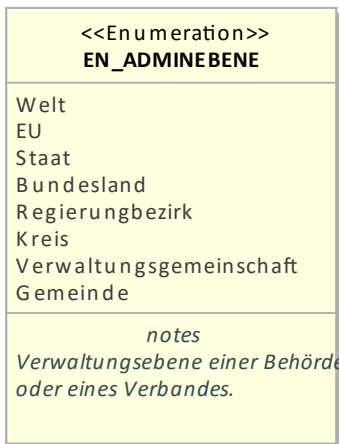 <<Enumeration>>
EN_ADMINEBENE
Welt
EU
Staat
Bundesland
Regierungbezirk
Kreis
Verwaltungsgemeinschaft
Gemeinde
notes
Verwaltungsebene einer Behörde
oder eines Verbandes.